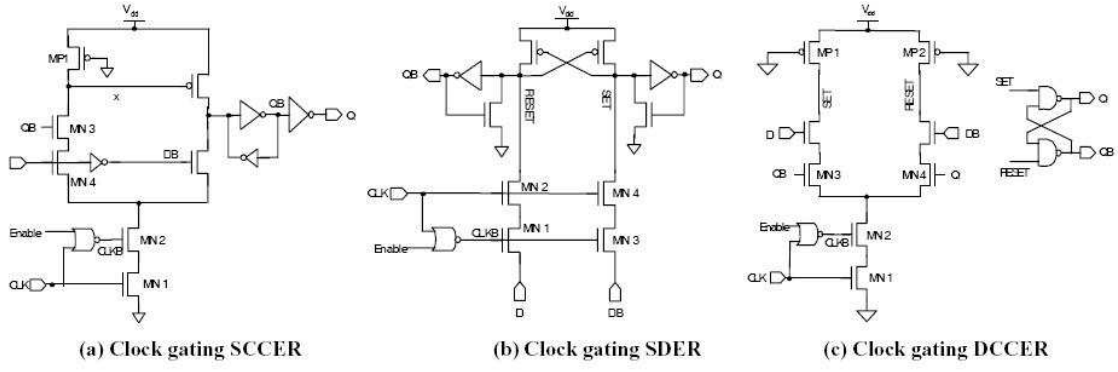 Vdd
MP1
x
QB
MN 3
QB
Q
DB
MN 4
Enable
CLKB
MN 2
CLK
MN 1
(a) Clock gating SCCER
Vdd
QB
Q
RESET
SET
CLK
MN 2
MN 4
Enable
CLKB
MN 1
MN 3
D
DB
(b) Clock gating SDER
Vdd
MP1
MP2
SET
RESET
D
DB
QB
MN3
MN4
Q
Enable
CLKB
MN 2
CLK
MN 1
SET
Q
QB
RESET
(c) Clock gating DCCER